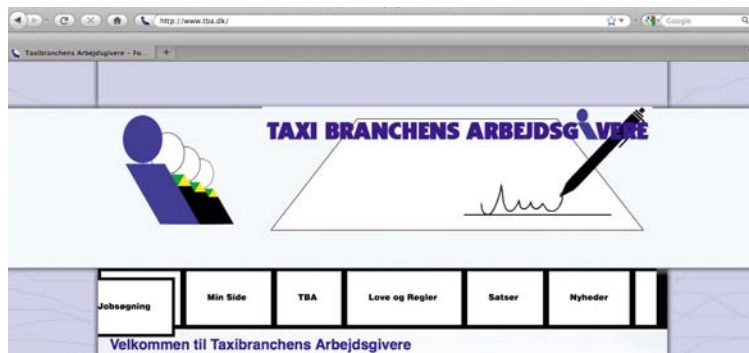 http://www.tba.dk/
Google
Taxibranchens Arbejdsgivere – Fo...
TAXI BRANCHENS ARBEJDSGIVERE
Jobsøgning
Min Side
TBA
Love og Regler
Satser
Nyheder
Velkommen til Taxibranchens Arbejdsgivere